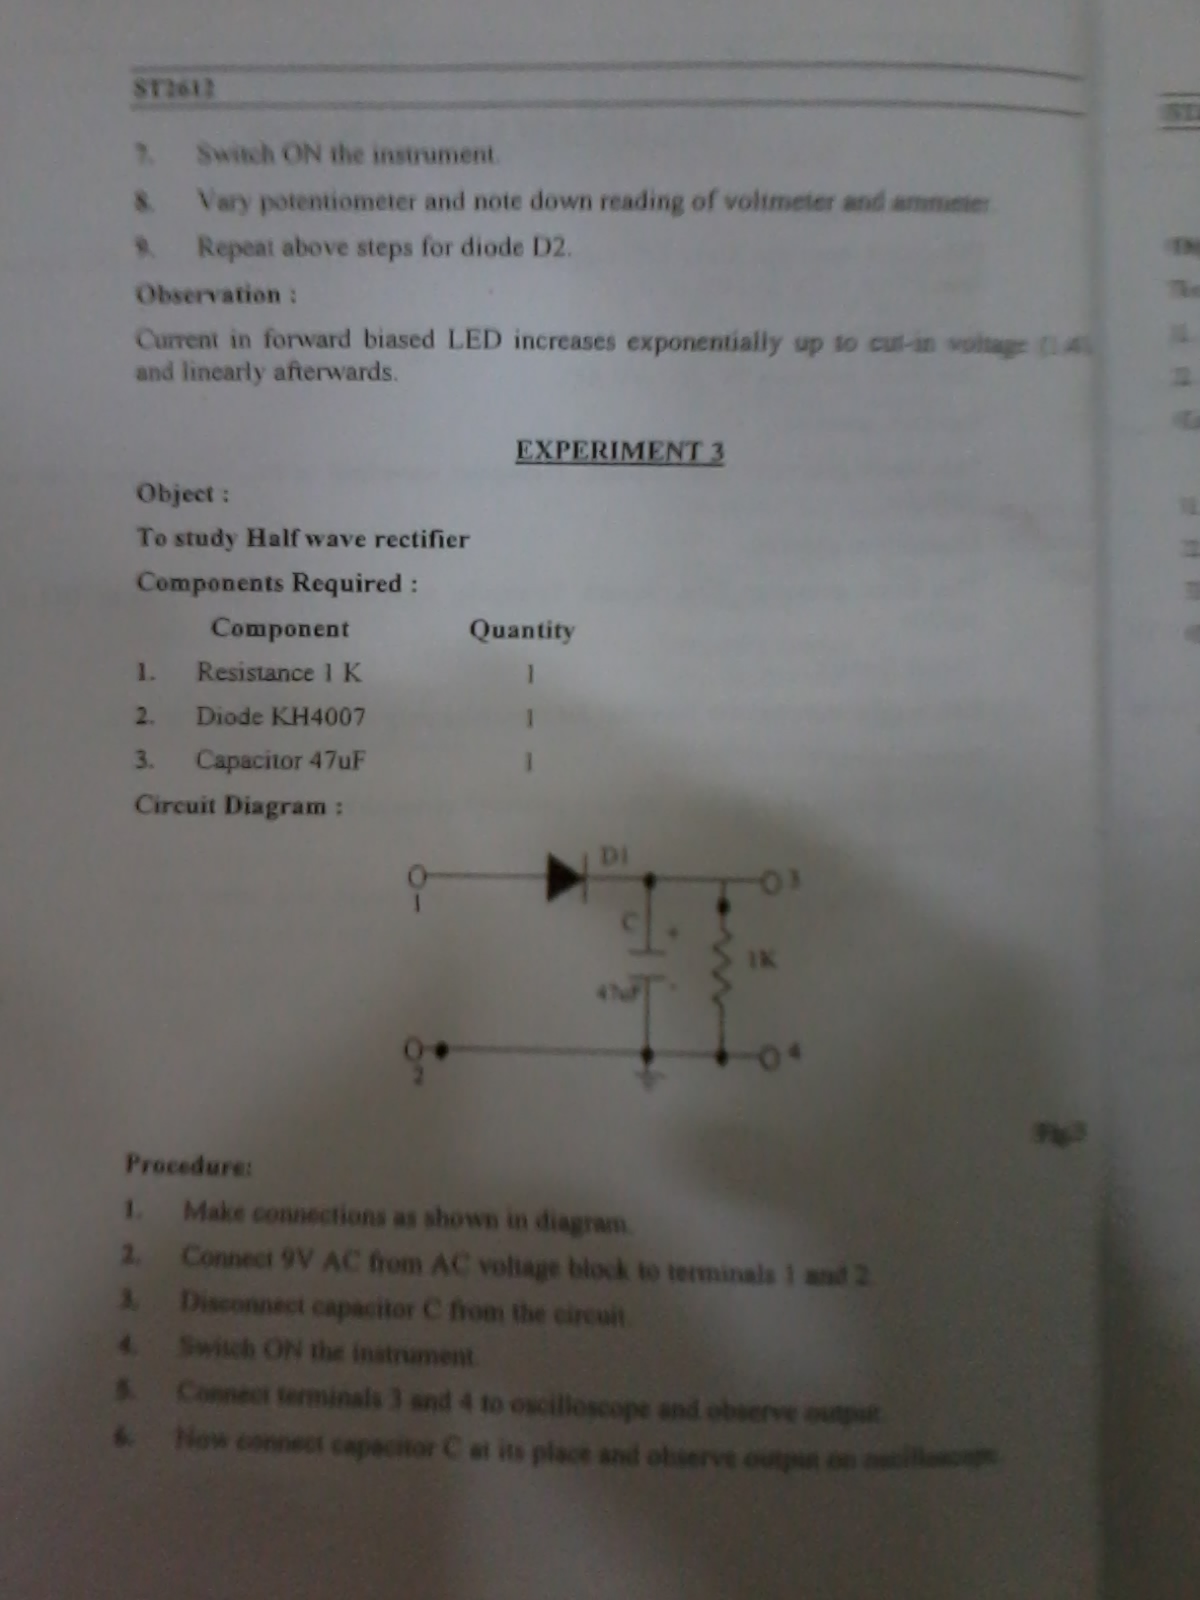 ST2612
7. Switch ON the instrument.
8. Vary potentiometer and note down reading of voltmeter and ammeter.
9. Repeat above steps for diode D2.
Observation :
Current in forward biased LED increases exponentially up to cut-in voltage (1.4),
and linearly afterwards.
EXPERIMENT 3
Object :
To study Half wave rectifier
Components Required :
Component Quantity
1. Resistance 1 K 1
2. Diode KH4007 1
3. Capacitor 47uF 1
Circuit Diagram :
D1
1
3
C +
1K
47uF -
2
4
Procedure:
1. Make connections as shown in diagram.
2. Connect 9V AC from AC voltage block to terminals 1 and 2.
3. Disconnect capacitor C from the circuit.
4. Switch ON the instrument.
5. Connect terminals 3 and 4 to oscilloscope and observe output.
6. Now connect capacitor C at its place and observe output on oscilloscope.